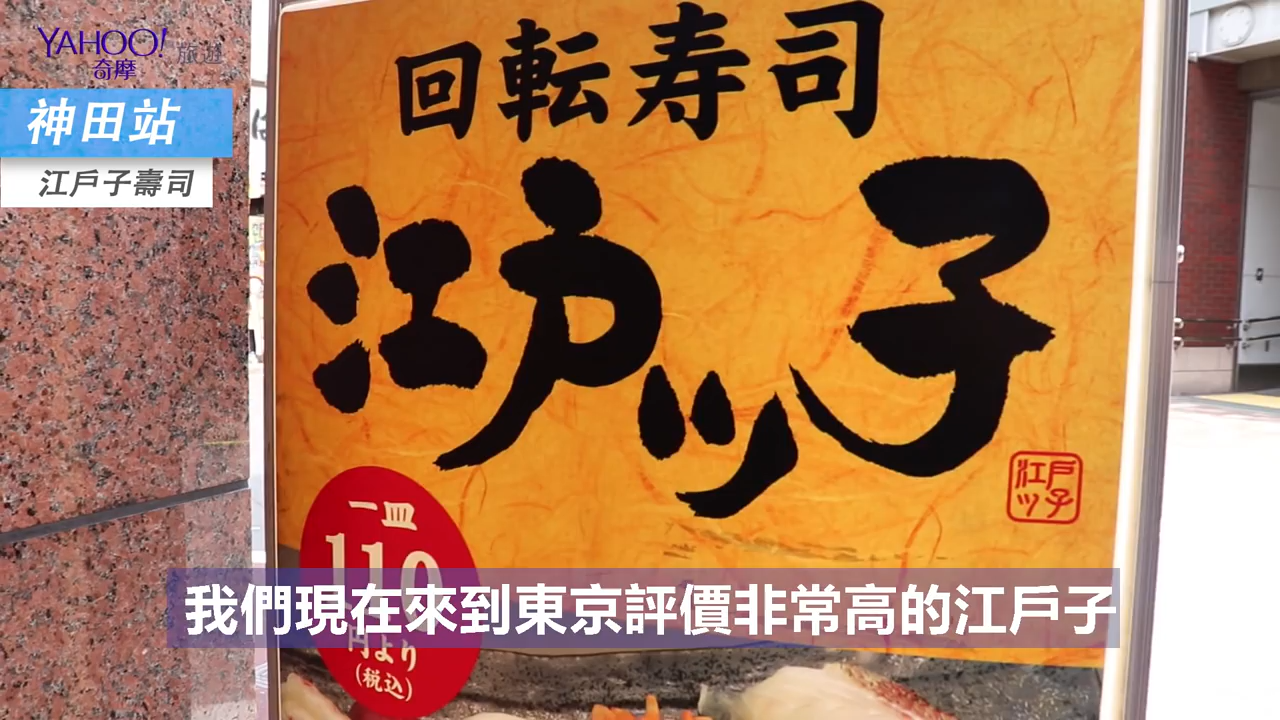 YAHOO!
奇摩
旅遊
神田站
江戶子壽司
回転寿司
江戸ッ子
江戸
ッ子
一皿
110
円より
(税込)
我們現在來到東京評價非常高的江戶子